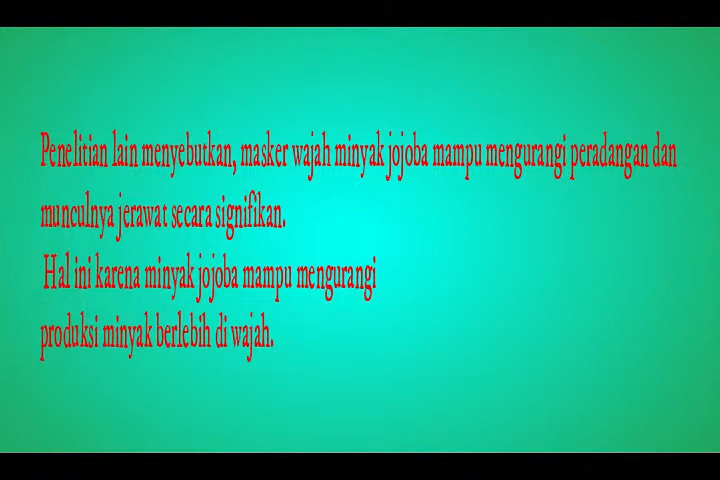 Penelitian lain menyebutkan, masker wajah minyak jojoba mampu mengurangi peradangan dan
munculnya jerawat secara signifikan.
Hal ini karena minyak jojoba mampu mengurangi
produksi minyak berlebih di wajah.